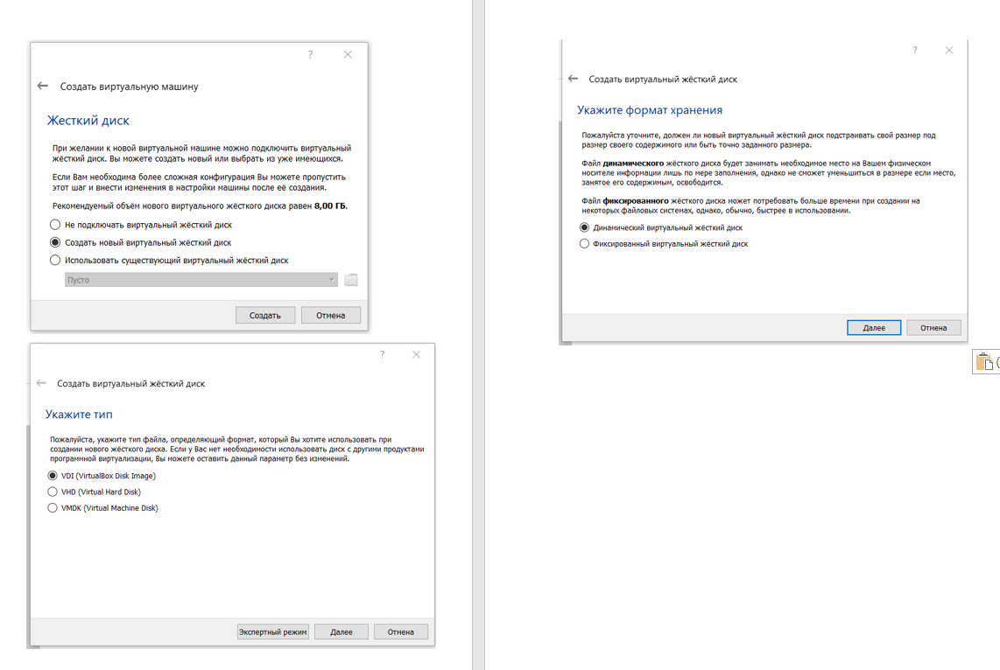 Создать виртуальную машину
Жесткий диск
При желании к новой виртуальной машине можно подключить виртуальный
жёсткий диск. Вы можете создать новый или выбрать из уже имеющихся.
Если Вам необходима более сложная конфигурация Вы можете пропустить
этот шаг и внести изменения в настройки машины после её создания.
Рекомендуемый объём нового виртуального жёсткого диска равен 8,00 ГБ.
Не подключать виртуальный жёсткий диск
Создать новый виртуальный жёсткий диск
Использовать существующий виртуальный жёсткий диск
Пусто
Создать Отмена
Создать виртуальный жёсткий диск
Укажите тип
Пожалуйста, укажите тип файла, определяющий формат, который Вы хотите использовать при
создании нового жёсткого диска. Если у Вас нет необходимости использовать диск с другими продуктами
программной виртуализации, Вы можете оставить данный параметр без изменений.
VDI (VirtualBox Disk Image)
VHD (Virtual Hard Disk)
VMDK (Virtual Machine Disk)
Экспертный режим Далее Отмена
Создать виртуальный жёсткий диск
Укажите формат хранения
Пожалуйста уточните, должен ли новый виртуальный жёсткий диск подстраивать свой размер под
размер своего содержимого или быть точно заданного размера.
Файл динамического жёсткого диска будет занимать необходимое место на Вашем физическом
носителе информации лишь по мере заполнения, однако не сможет уменьшиться в размере если место,
занятое его содержимым, освободится.
Файл фиксированного жёсткого диска может потребовать больше времени при создании на
некоторых файловых системах, однако, обычно, быстрее в использовании.
Динамический виртуальный жёсткий диск
Фиксированный виртуальный жёсткий диск
Далее Отмена